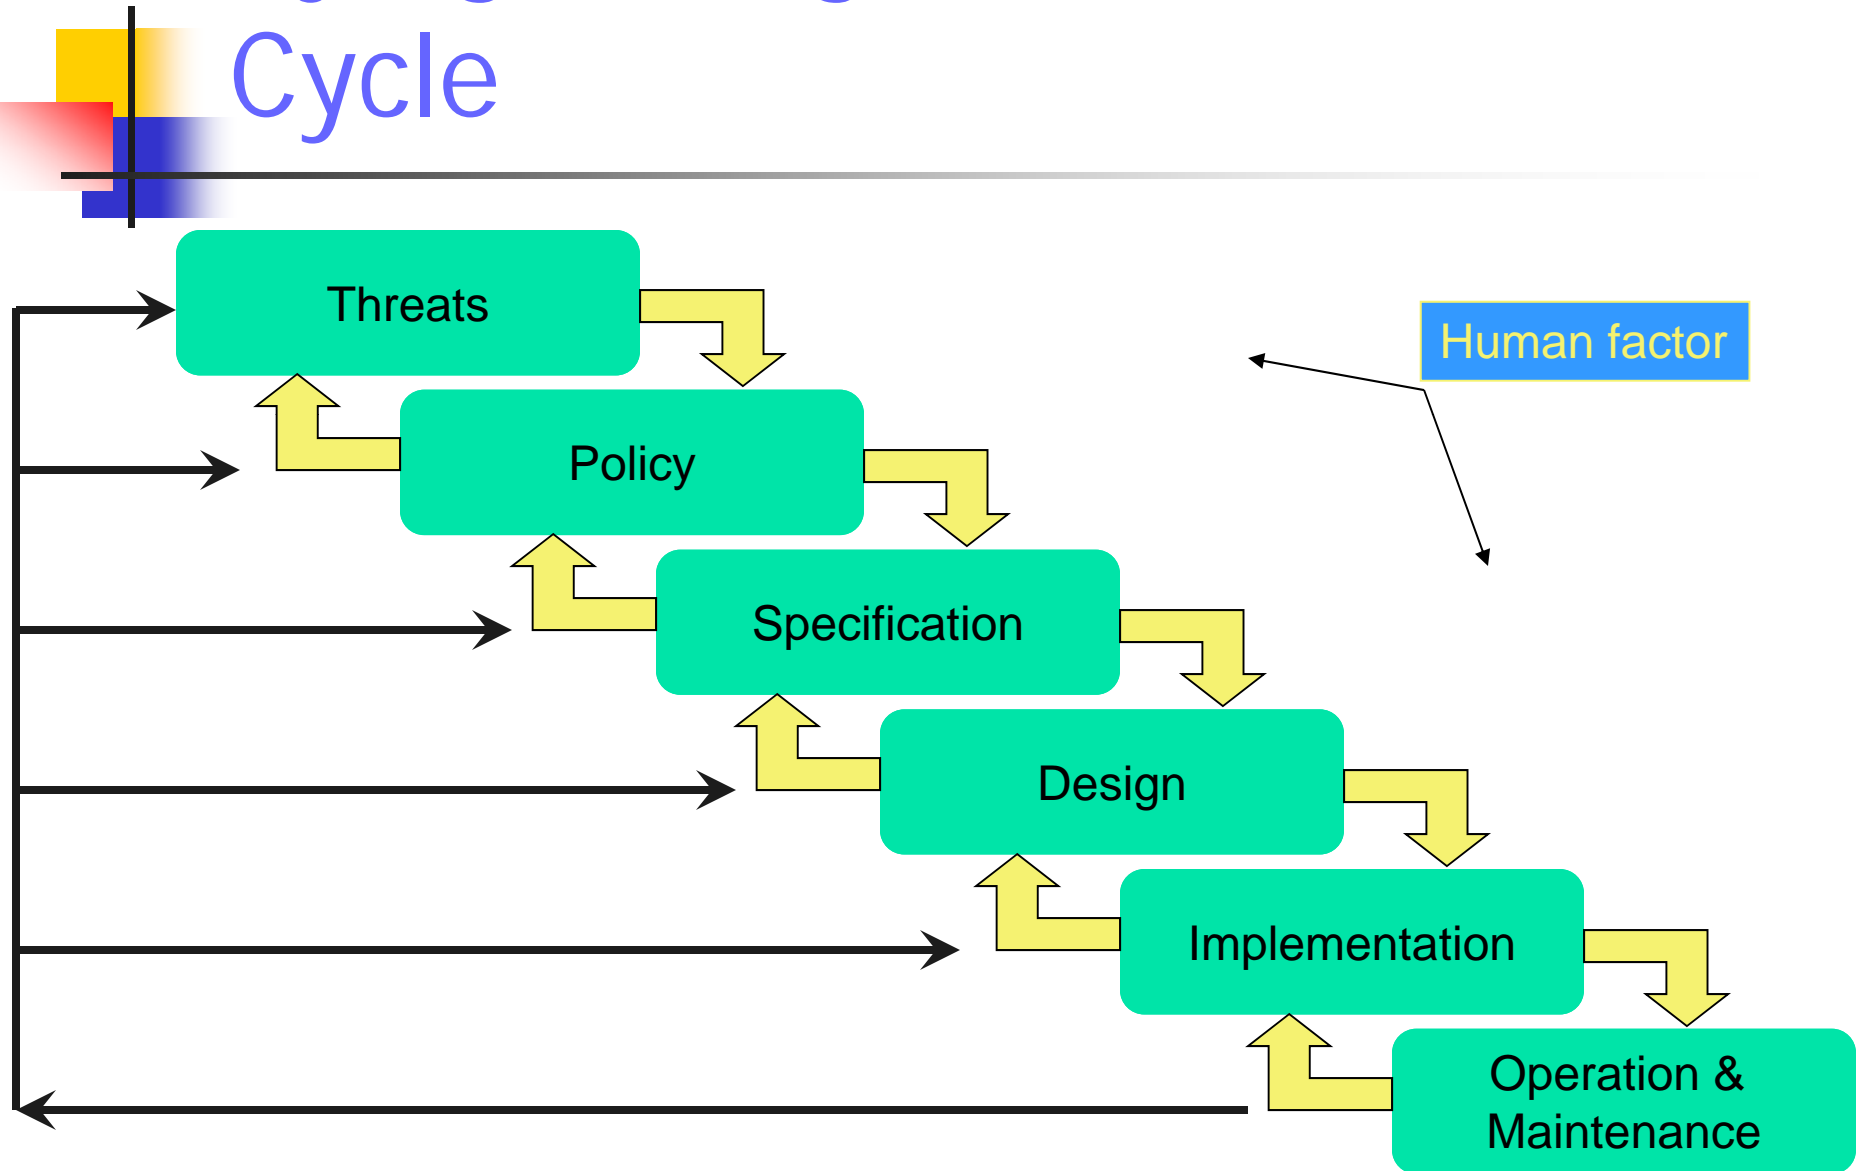 Cycle
Threats
Human factor
Policy
Specification
Design
Implementation
Operation &
Maintenance